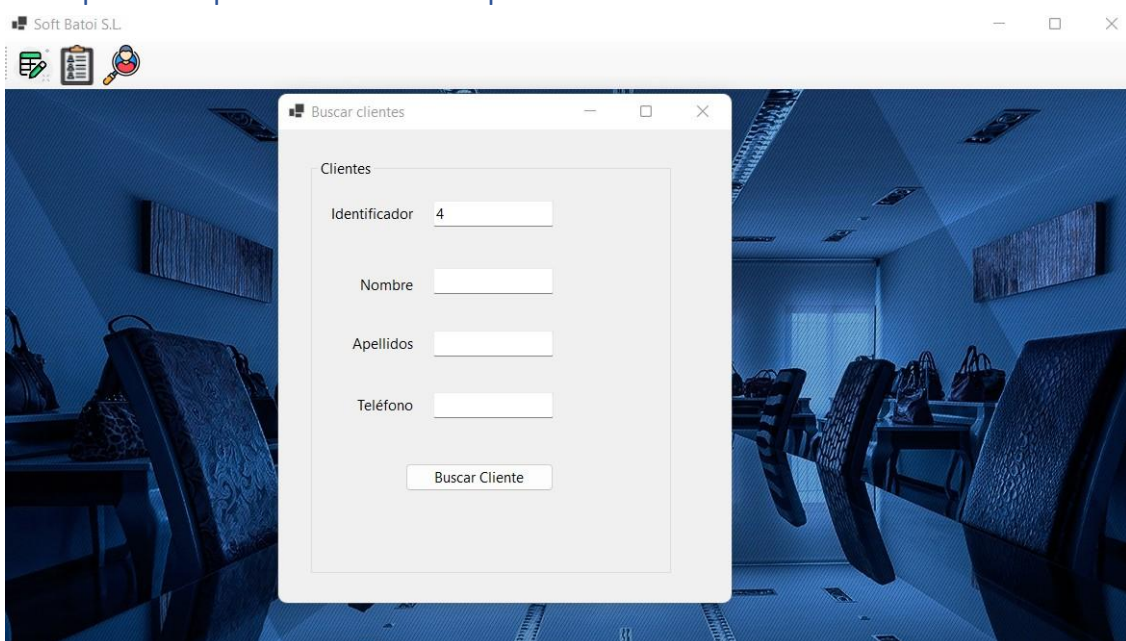 Soft Batoi S.L.
Buscar clientes
Clientes
Identificador 4
Nombre
Apellidos
Teléfono
Buscar Cliente